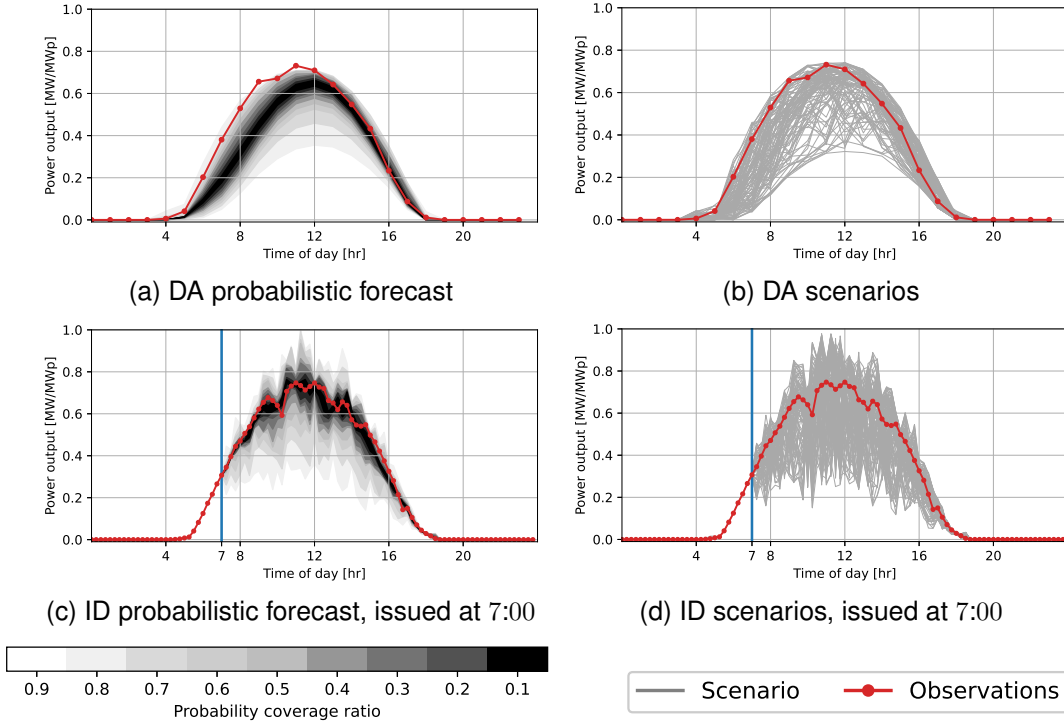 1.0
0.8
0.6
0.4
0.2
0.0
Power output [MW/MWp]
4 8 12 16 20
Time of day [hr]
(a) DA probabilistic forecast
1.0
0.8
0.6
0.4
0.2
0.0
Power output [MW/MWp]
4 8 12 16 20
Time of day [hr]
(b) DA scenarios
1.0
0.8
0.6
0.4
0.2
0.0
Power output [MW/MWp]
4 7 8 12 16 20
Time of day [hr]
(c) ID probabilistic forecast, issued at 7:00
1.0
0.8
0.6
0.4
0.2
0.0
Power output [MW/MWp]
4 7 8 12 16 20
Time of day [hr]
(d) ID scenarios, issued at 7:00
0.9 0.8 0.7 0.6 0.5 0.4 0.3 0.2 0.1
Probability coverage ratio
Scenario Observations